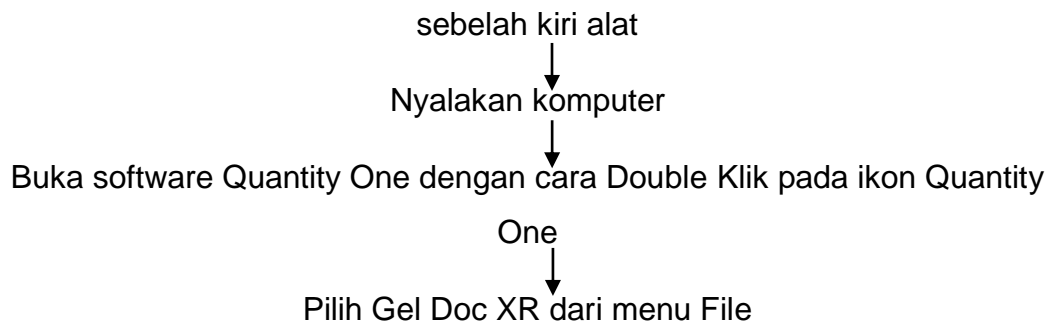 sebelah kiri alat
Nyalakan komputer
Buka software Quantity One dengan cara Double Klik pada ikon Quantity
One
Pilih Gel Doc XR dari menu File